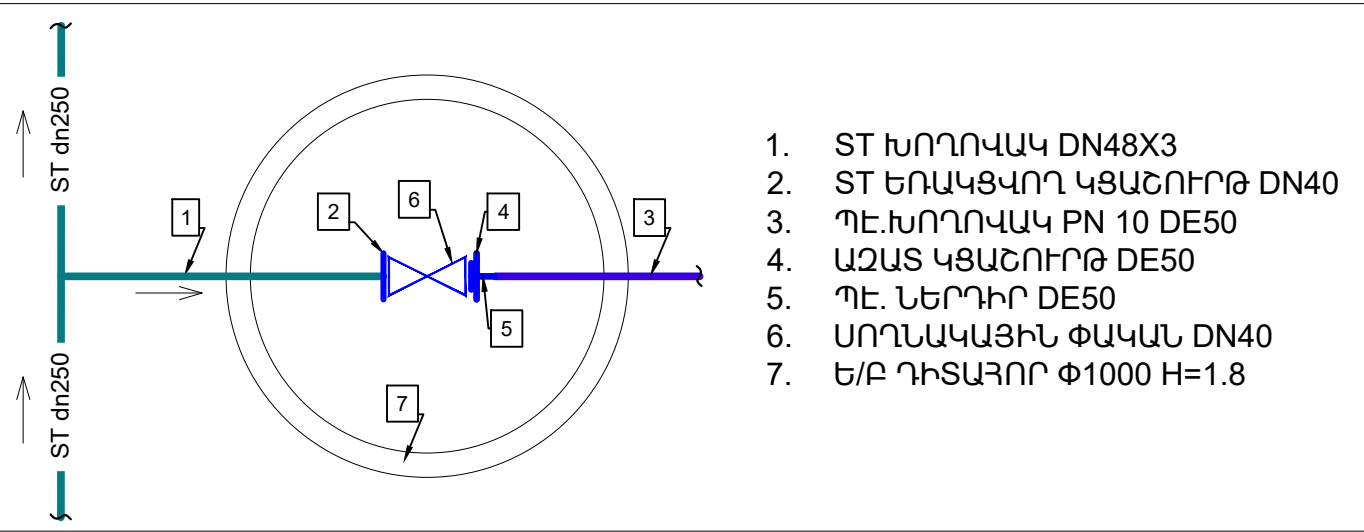 ST dn250
ST dn250
1
2
6
4
3
5
7
1. ST ԽՈՂՈՎԱԿ DN48X3
2. ST ԵՌԱԿՑՎՈՂ ԿՑԱՇՈՒՐԹ DN40
3. ՊԷ.ԽՈՂՈՎԱԿ PN 10 DE50
4. ԱԶԱՏ ԿՑԱՇՈՒՐԹ DE50
5. ՊԷ. ՆԵՐԴԻՐ DE50
6. ՍՈՂՆԱԿԱՅԻՆ ՓԱԿԱՆ DN40
7. Ե/Բ ԴԻՏԱՀՈՐ Φ1000 H=1.8